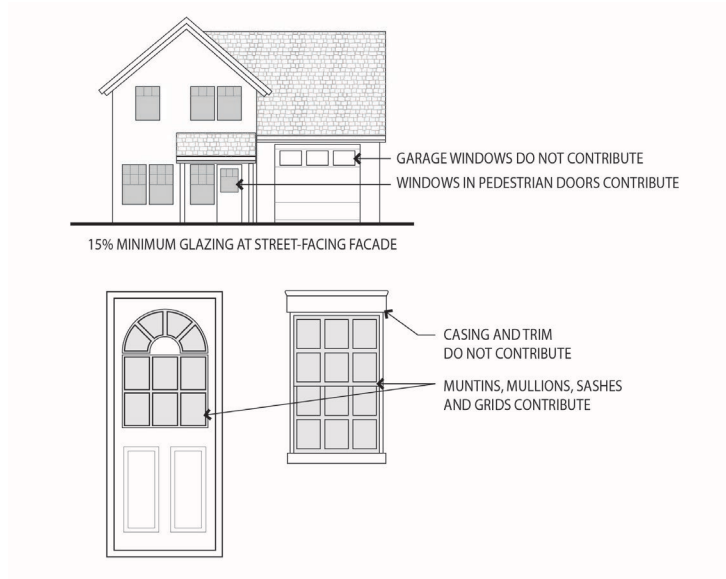 GARAGE WINDOWS DO NOT CONTRIBUTE
WINDOWS IN PEDESTRIAN DOORS CONTRIBUTE
15% MINIMUM GLAZING AT STREET-FACING FACADE
CASING AND TRIM
DO NOT CONTRIBUTE
MUNTINS, MULLIONS, SASHES
AND GRIDS CONTRIBUTE